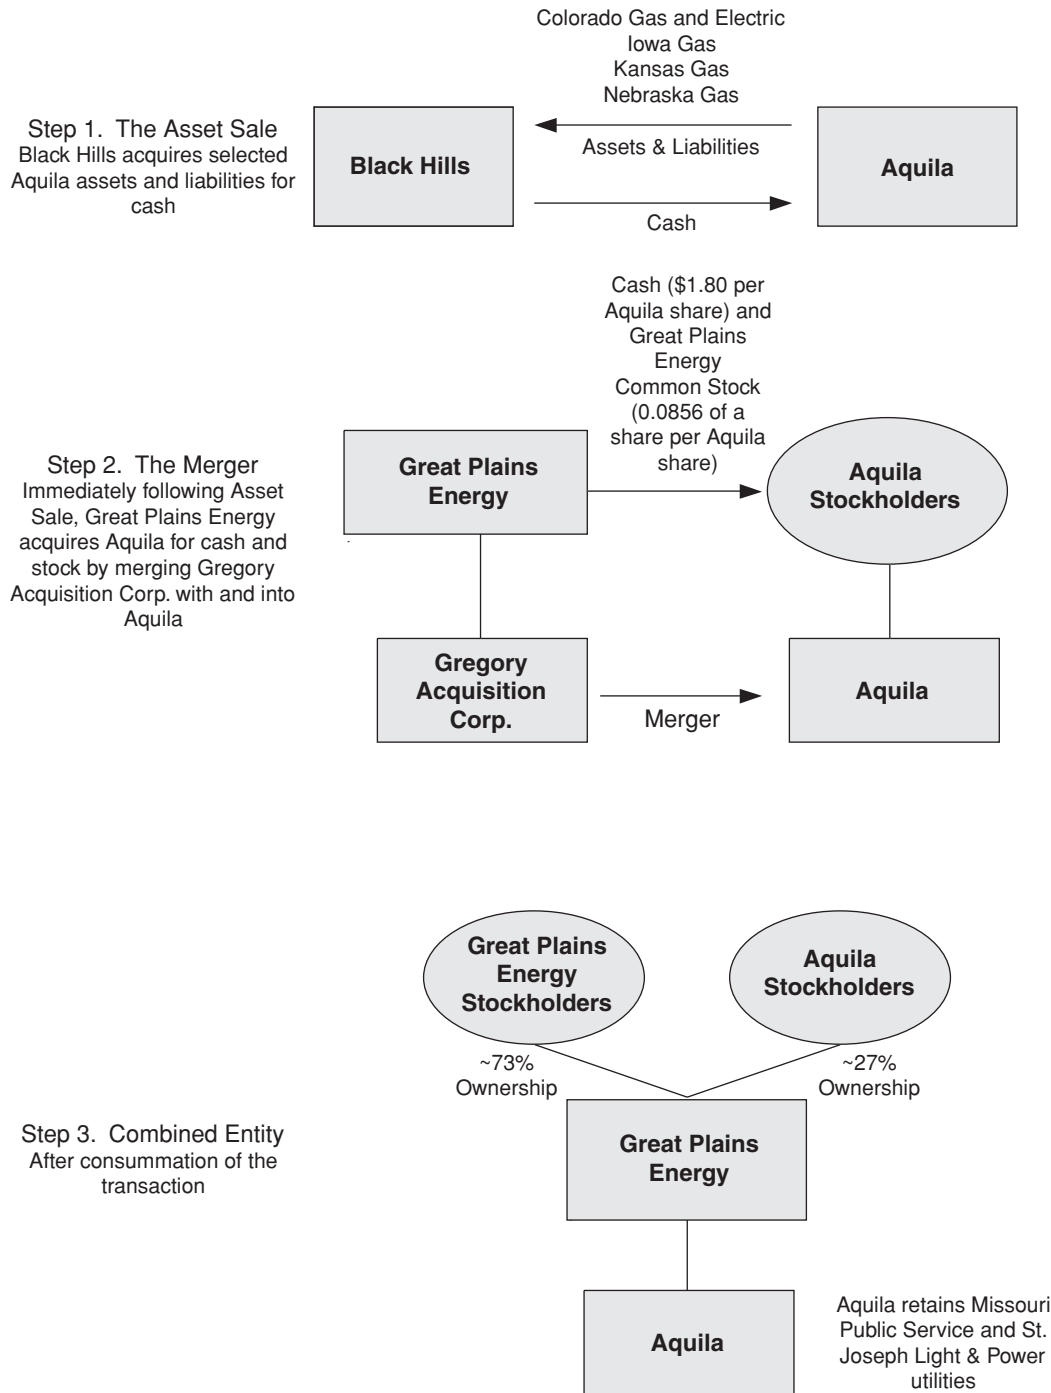 Colorado Gas and Electric
Iowa Gas
Kansas Gas
Nebraska Gas
Step 1. The Asset Sale
Black Hills acquires selected
Aquila assets and liabilities for
cash
Black Hills
Assets & Liabilities
Cash
Aquila
Cash ($1.80 per
Aquila share) and
Great Plains
Energy
Common Stock
(0.0856 of a
share per Aquila
share)
Step 2. The Merger
Immediately following Asset
Sale, Great Plains Energy
acquires Aquila for cash and
stock by merging Gregory
Acquisition Corp. with and into
Aquila
Great Plains
Energy
Aquila
Stockholders
Gregory
Acquisition
Corp.
Merger
Aquila
Great Plains
Energy
Stockholders
Aquila
Stockholders
~73%
Ownership
~27%
Ownership
Step 3. Combined Entity
After consummation of the
transaction
Great Plains
Energy
Aquila
Aquila retains Missouri
Public Service and St.
Joseph Light & Power
utilities